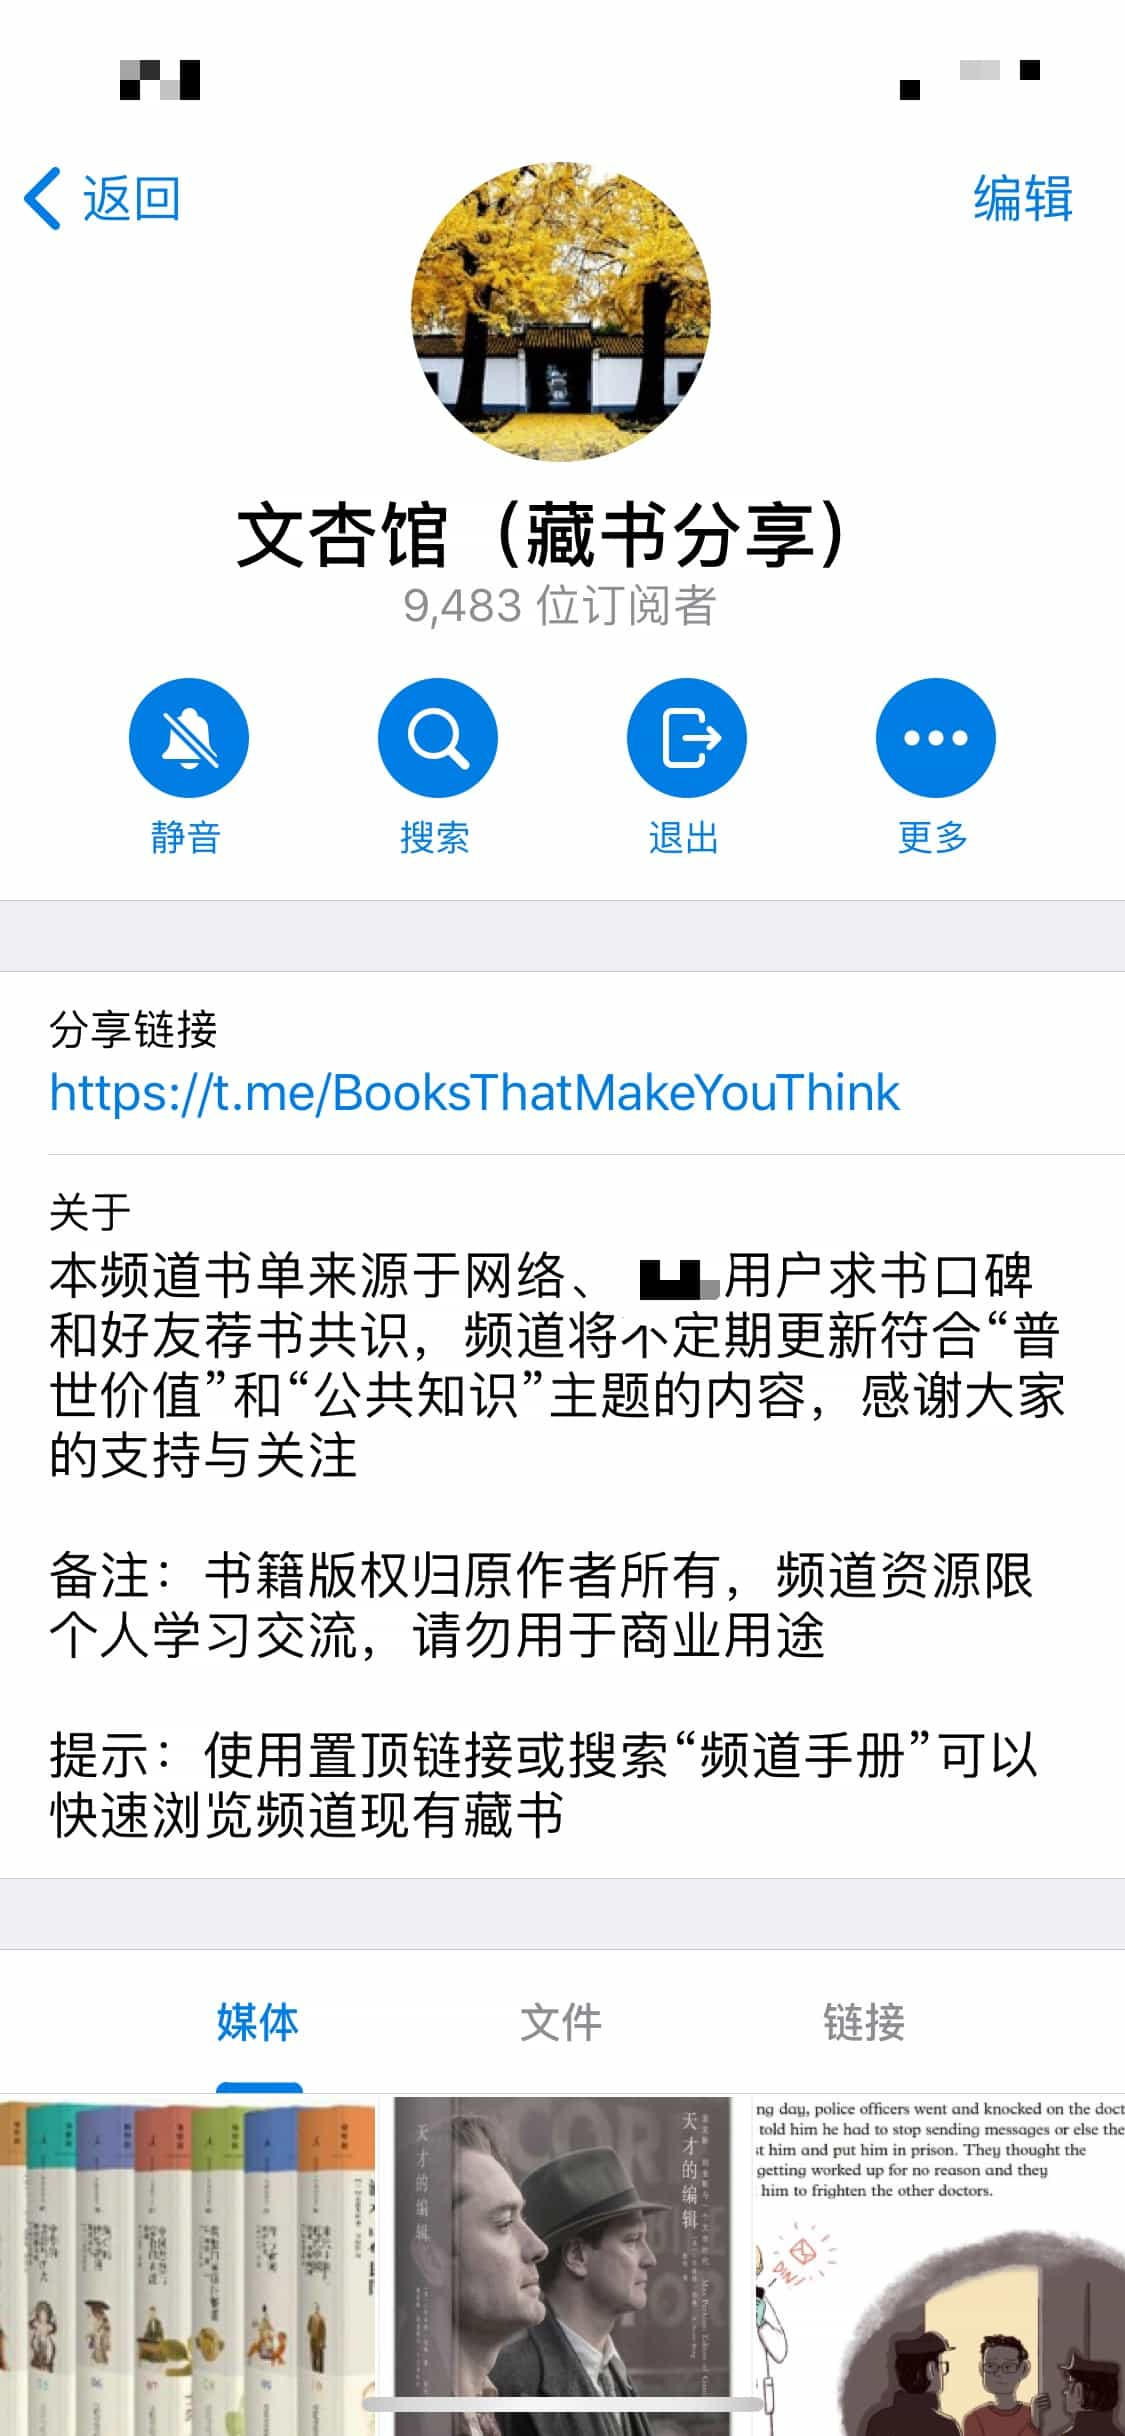 返回
编辑
文杏馆（藏书分享）
9,483 位订阅者
静音
搜索
退出
更多
分享链接
https://t.me/BooksThatMakeYouThink
关于
本频道书单来源于网络、 用户求书口碑
和好友荐书共识，频道将不定期更新符合“普
世价值”和“公共知识”主题的内容，感谢大家
的支持与关注
备注：书籍版权归原作者所有，频道资源限
个人学习交流，请勿用于商业用途
提示：使用置顶链接或搜索“频道手册”可以
快速浏览频道现有藏书
媒体
文件
链接
天才的编辑
天才的编辑
ng day, police officers went and knocked on the doct
told him he had to stop sending messages or else the
st him and put him in prison. They thought the
getting worked up for no reason and they
him to frighten the other doctors.
DIN!